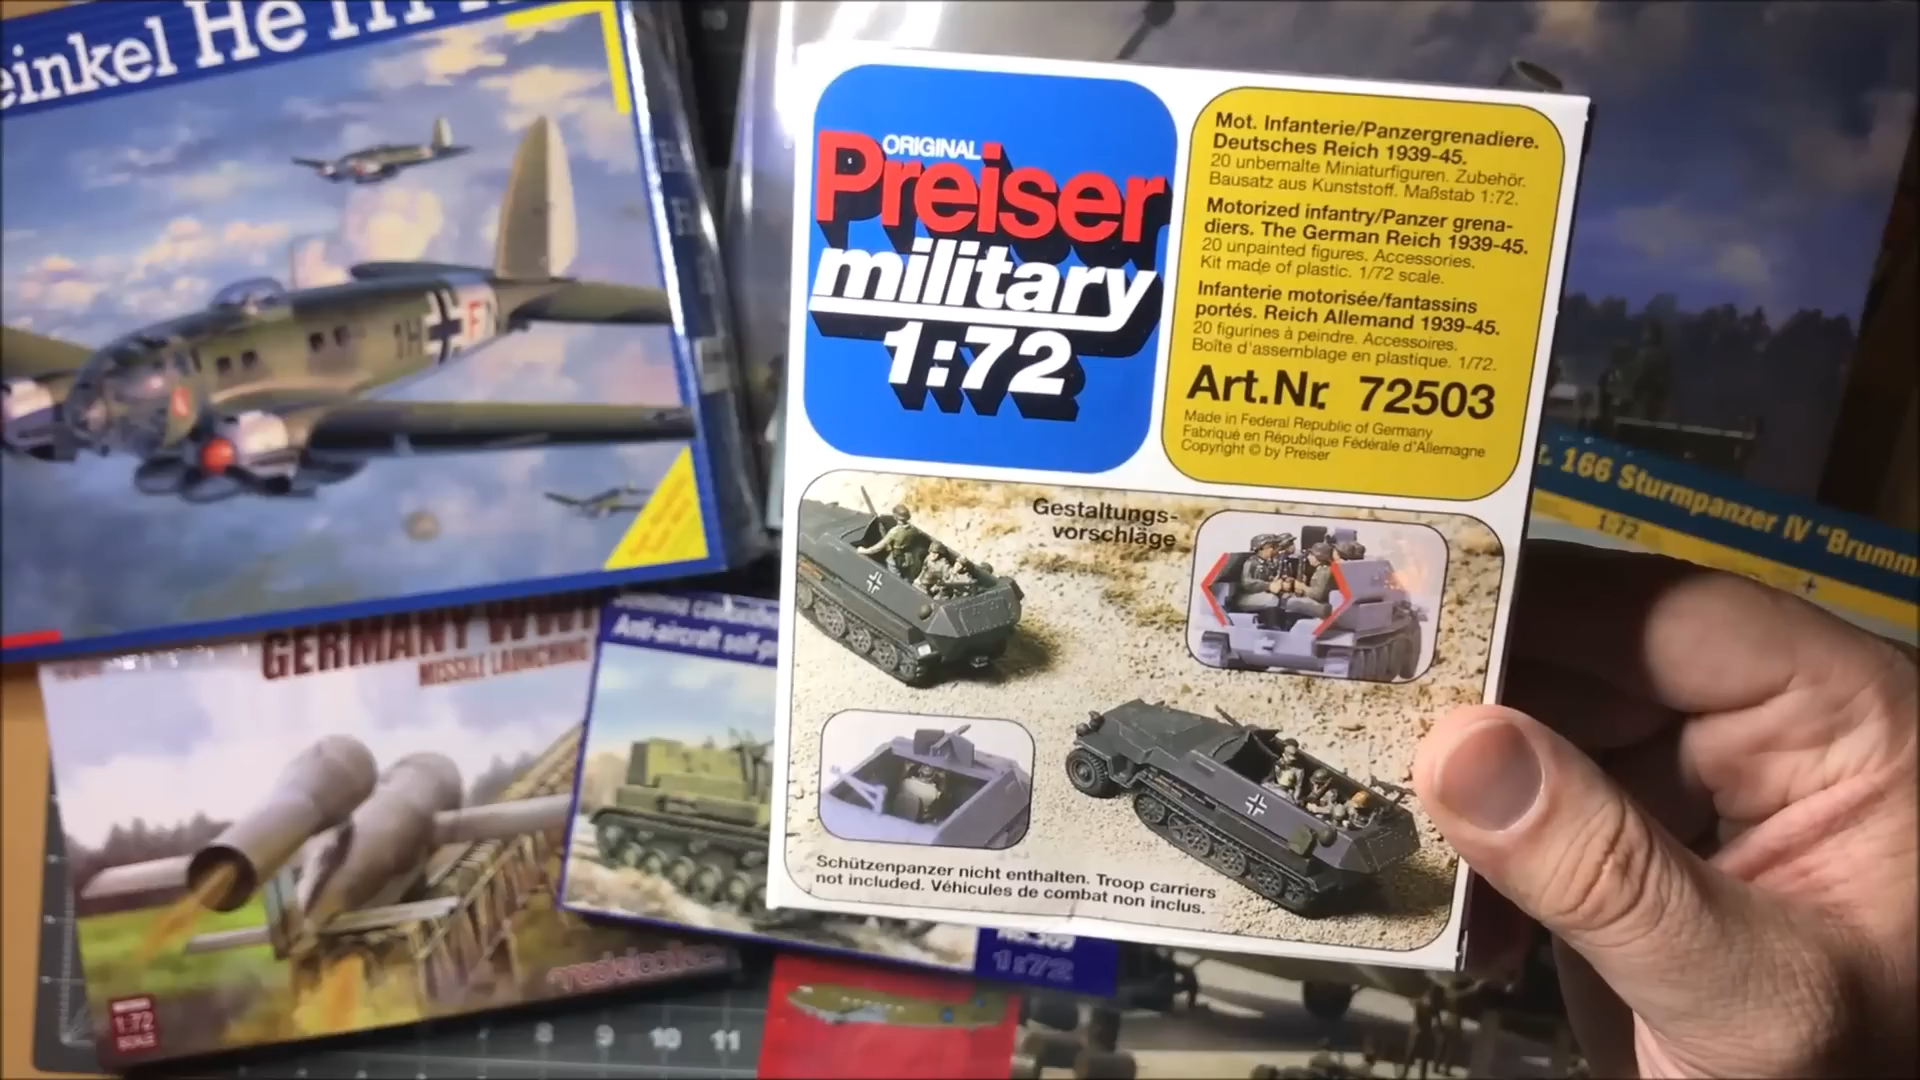 einkel He 111
ORIGINAL
Preiser
military
1:72
Mot. Infanterie/Panzergrenadiere.
Deutsches Reich 1939-45.
20 unbemalte Miniaturfiguren. Zubehör.
Bausatz aus Kunststoff. Maßstab 1:72.
Motorized infantry/Panzer grena-
diers. The German Reich 1939-45.
20 unpainted figures. Accessories.
Kit made of plastic. 1/72 scale.
Infanterie motorisée/fantassins
portés. Reich Allemand 1939-45.
20 figurines à peindre. Accessoires.
Boîte d'assemblage en plastique. 1/72.
Art.Nr. 72503
Made in Federal Republic of Germany
Fabriqué en République Fédérale d'Allemagne
Copyright © by Preiser
Gestaltungs-
vorschläge
Schützenpanzer nicht enthalten. Troop carriers
not included. Véhicules de combat non inclus.
. 166 Sturmpanzer IV "Brumm
1:72
GERMANY WWII
MISSILE LAUNCHING
Anti-aircraft self-p
modelcollect
1:72
SCALE
No.309
1:72
8 9 10 11